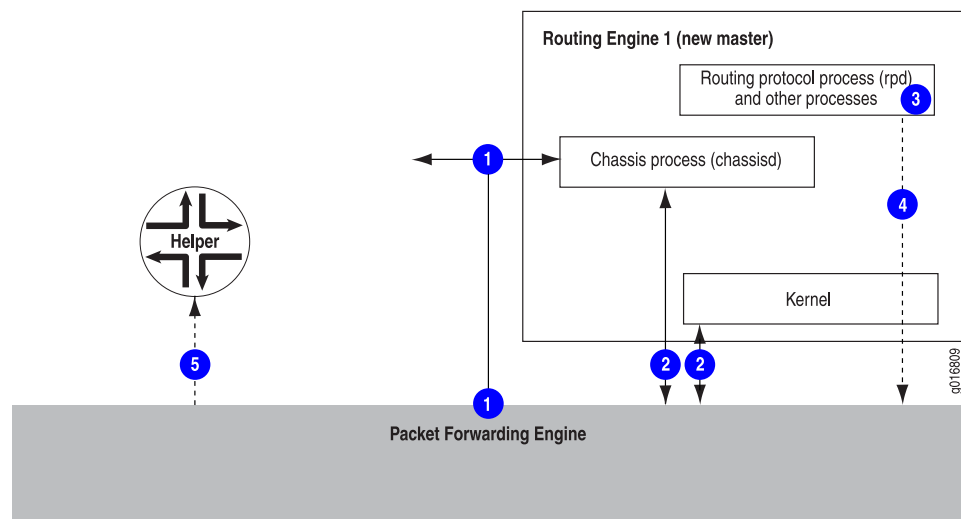 Routing Engine 1 (new master)
Routing protocol process (rpd)
and other processes
3
1
Chassis process (chassisd)
4
Helper
Kernel
5
2
2
g016809
1
Packet Forwarding Engine